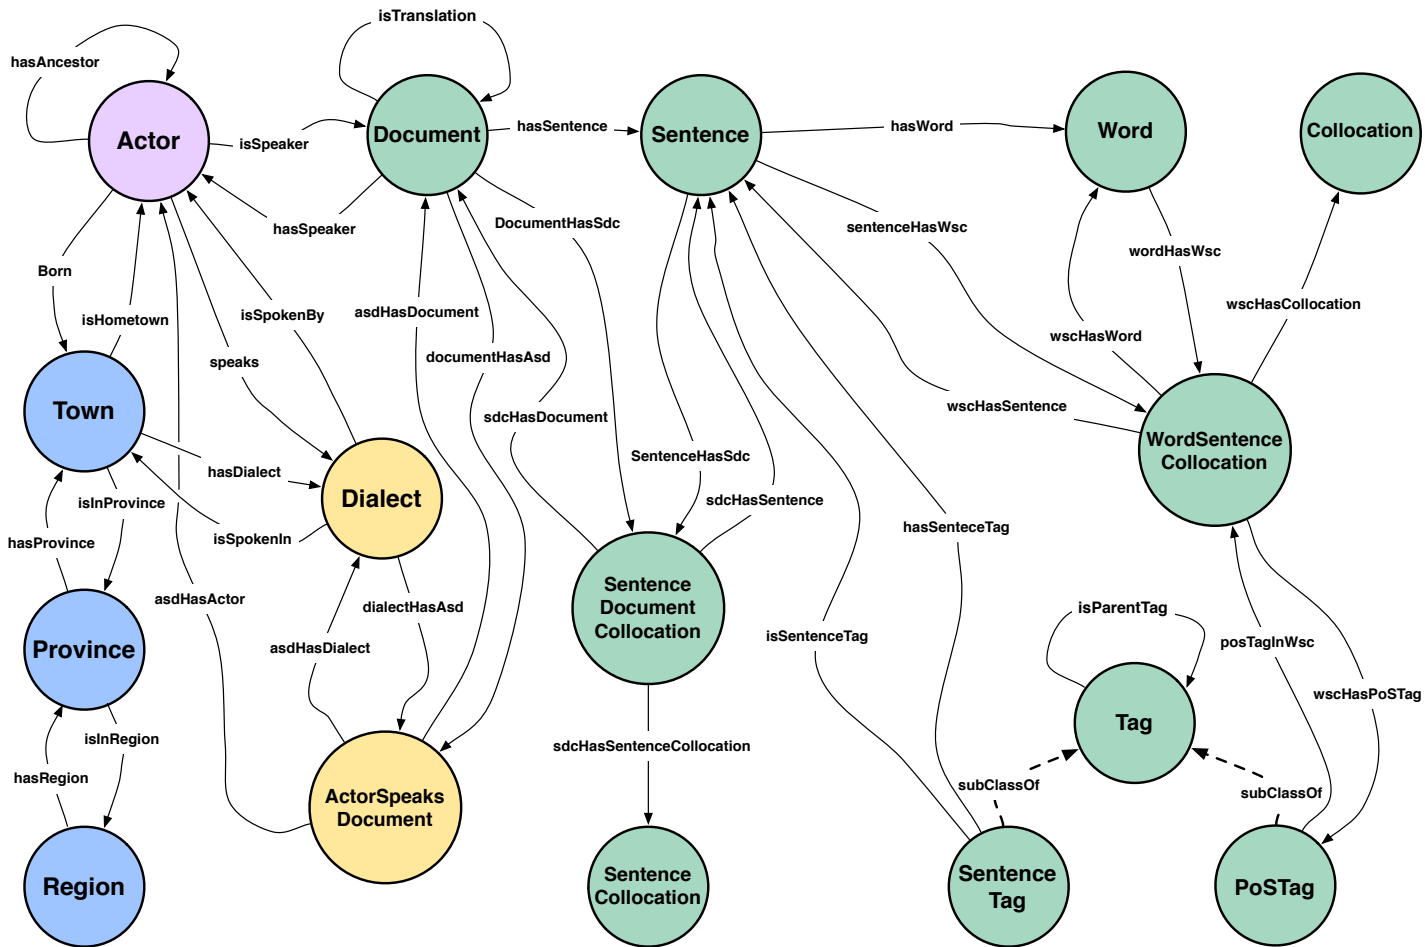 isTranslation
hasAncestor
Actor
isSpeaker
Document
hasSentence
Sentence
hasWord
Word
Collocation
hasSpeaker
DocumentHasSdc
sentenceHasWsc
wordHasWsc
Born
isHometown
isSpokenBy
asdHasDocument
documentHasAsd
wscHasCollocation
wscHasWord
speaks
sdcHasDocument
wscHasSentence
Town
hasDialect
SentenceHasSdc
WordSentence
Collocation
isInProvince
Dialect
sdcHasSentence
hasProvince
isSpokenIn
hasSenteceTag
asdHasActor
dialectHasAsd
Sentence
Document
Collocation
isParentTag
Province
asdHasDialect
isSentenceTag
posTagInWsc
wscHasPoSTag
isInRegion
sdcHasSentenceCollocation
Tag
hasRegion
subClassOf
subClassOf
ActorSpeaks
Document
Region
Sentence
Collocation
Sentence
Tag
PoSTag